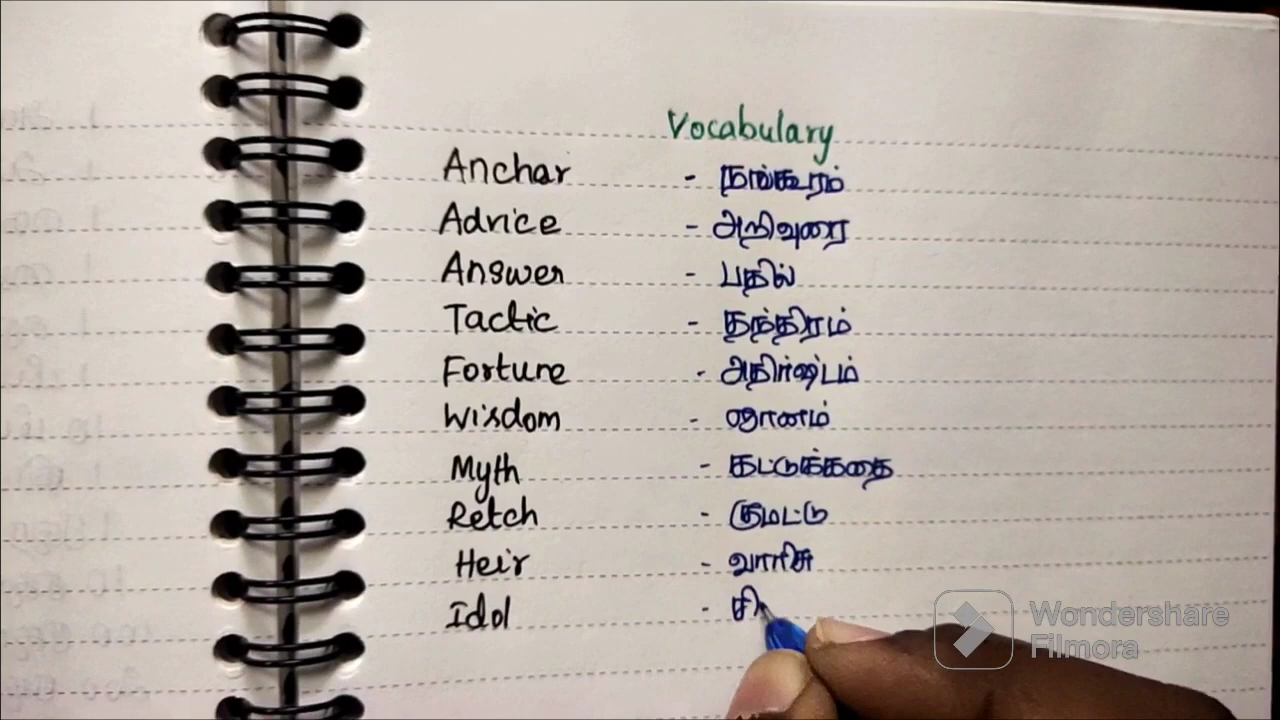 Vocabulary
Anchar - நங்கூரம்
Advice - அறிவுரை
Answer - பதில்
Tactic - தந்திரம்
Forture - அதிர்ஷ்டம்
Wisdom - ஞானம்
Myth - கட்டுக்கதை
Retch - குமட்டு
Heir - வாரிசு
Idol - சி
Wondershare
Filmora